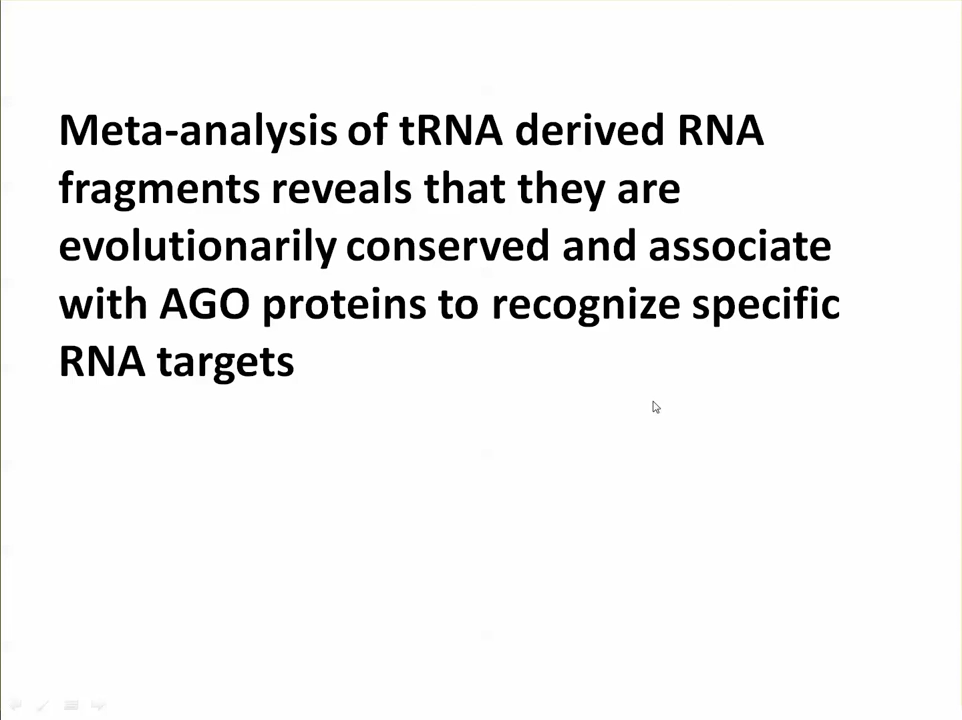 Meta-analysis of tRNA derived RNA
fragments reveals that they are
evolutionarily conserved and associate
with AGO proteins to recognize specific
RNA targets